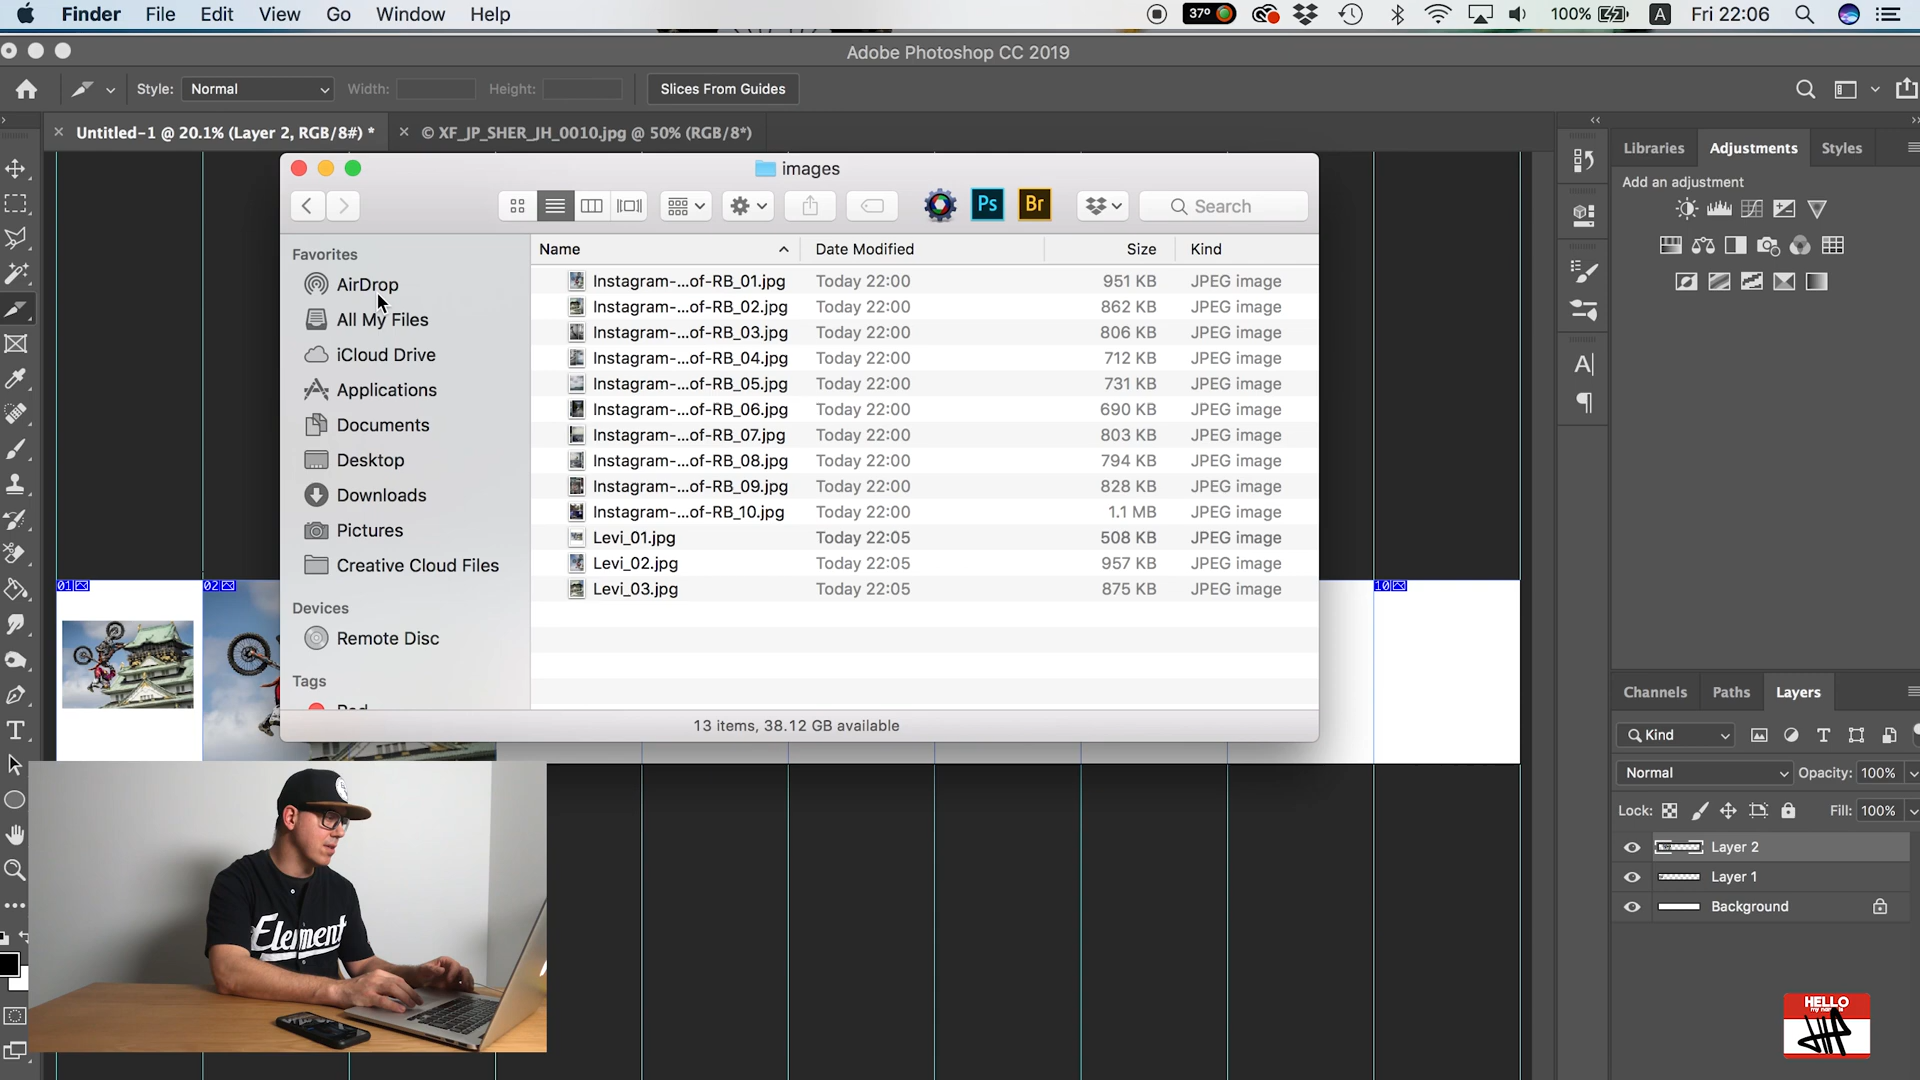 Finder File Edit View Go Window Help 37° 100% A Fri 22:06
Adobe Photoshop CC 2019
Style: Normal Width: Height: Slices From Guides
Untitled-1 @ 20.1% (Layer 2, RGB/8#) * © XF_JP_SHER_JH_0010.jpg @ 50% (RGB/8*)
Libraries Adjustments Styles
Add an adjustment
images
Ps Br Search
Name Date Modified Size Kind
Favorites
AirDrop
All My Files
iCloud Drive
Applications
Documents
Desktop
Downloads
Pictures
Creative Cloud Files
Devices
Remote Disc
Tags
Instagram-...of-RB_01.jpg Today 22:00 951 KB JPEG image
Instagram-...of-RB_02.jpg Today 22:00 862 KB JPEG image
Instagram-...of-RB_03.jpg Today 22:00 806 KB JPEG image
Instagram-...of-RB_04.jpg Today 22:00 712 KB JPEG image
Instagram-...of-RB_05.jpg Today 22:00 731 KB JPEG image
Instagram-...of-RB_06.jpg Today 22:00 690 KB JPEG image
Instagram-...of-RB_07.jpg Today 22:00 803 KB JPEG image
Instagram-...of-RB_08.jpg Today 22:00 794 KB JPEG image
Instagram-...of-RB_09.jpg Today 22:00 828 KB JPEG image
Instagram-...of-RB_10.jpg Today 22:00 1.1 MB JPEG image
Levi_01.jpg Today 22:05 508 KB JPEG image
Levi_02.jpg Today 22:05 957 KB JPEG image
Levi_03.jpg Today 22:05 875 KB JPEG image
13 items, 38.12 GB available
01 02 10
Channels Paths Layers
Kind
Normal Opacity: 100%
Lock: Fill: 100%
Layer 2
Layer 1
Background
Element
HELLO
my name is